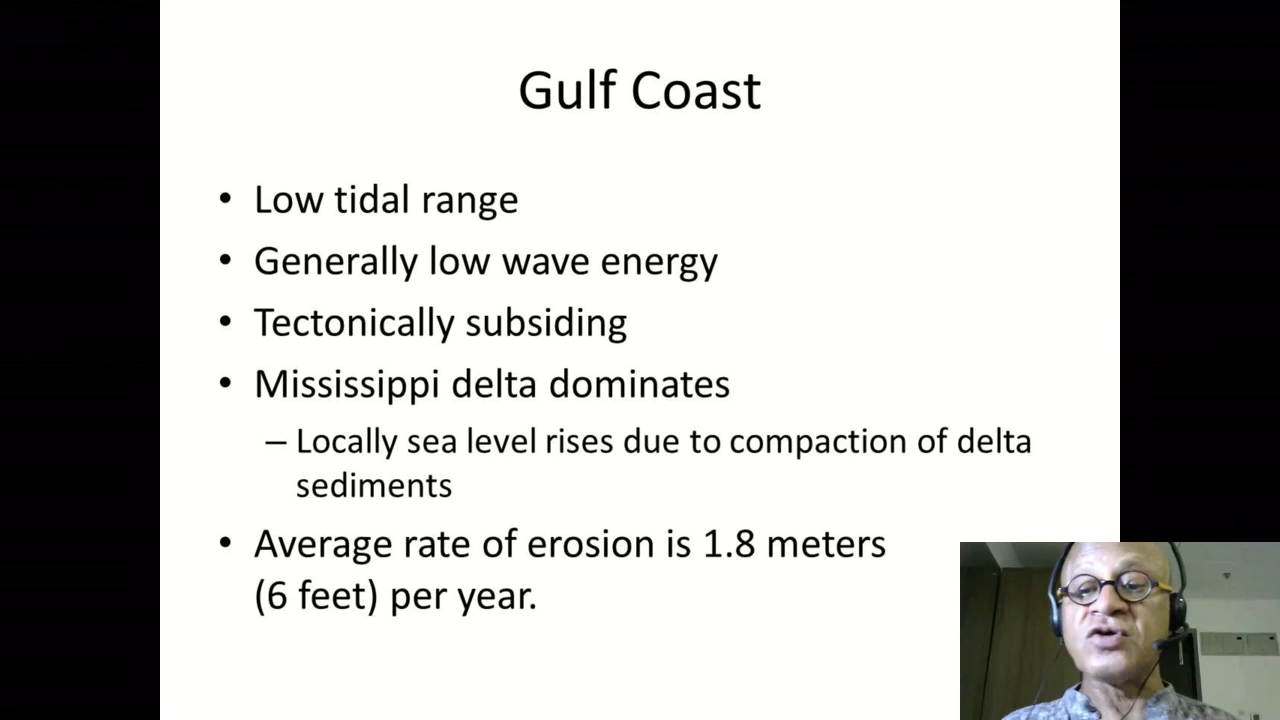 Gulf Coast
• Low tidal range
• Generally low wave energy
• Tectonically subsiding
• Mississippi delta dominates
– Locally sea level rises due to compaction of delta
sediments
• Average rate of erosion is 1.8 meters
(6 feet) per year.